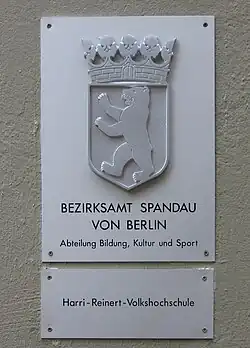 BEZIRKSAMT SPANDAU
VON BERLIN
Abteilung Bildung, Kultur und Sport
Harri-Reinert-Volkshochschule